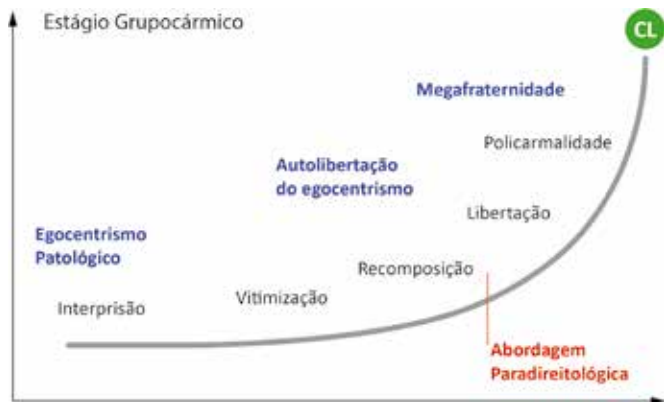 Estágio Grupocármico
CL
Megafraternidade
Policarmalidade
Autolibertação
do egocentrismo
Libertação
Egocentrismo
Patológico
Recomposição
Vitimização
Interprisão
Abordagem
Paradireitológica